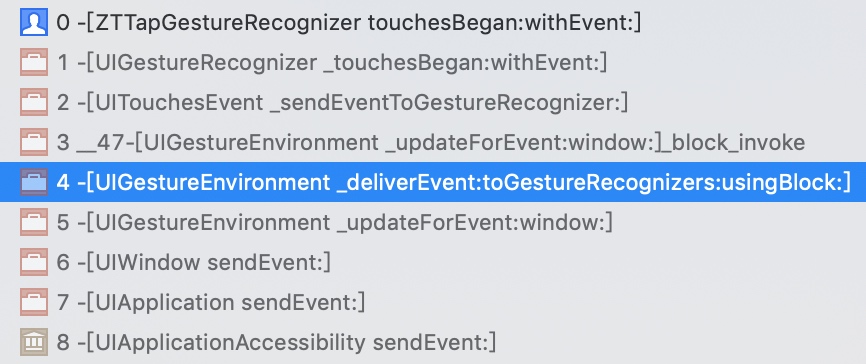 0 -[ZTTapGestureRecognizer touchesBegan:withEvent:]
1 -[UIGestureRecognizer _touchesBegan:withEvent:]
2 -[UITouchesEvent _sendEventToGestureRecognizer:]
3 __47-[UIGestureEnvironment _updateForEvent:window:]_block_invoke
4 -[UIGestureEnvironment _deliverEvent:toGestureRecognizers:usingBlock:]
5 -[UIGestureEnvironment _updateForEvent:window:]
6 -[UIWindow sendEvent:]
7 -[UIApplication sendEvent:]
8 -[UIApplicationAccessibility sendEvent:]